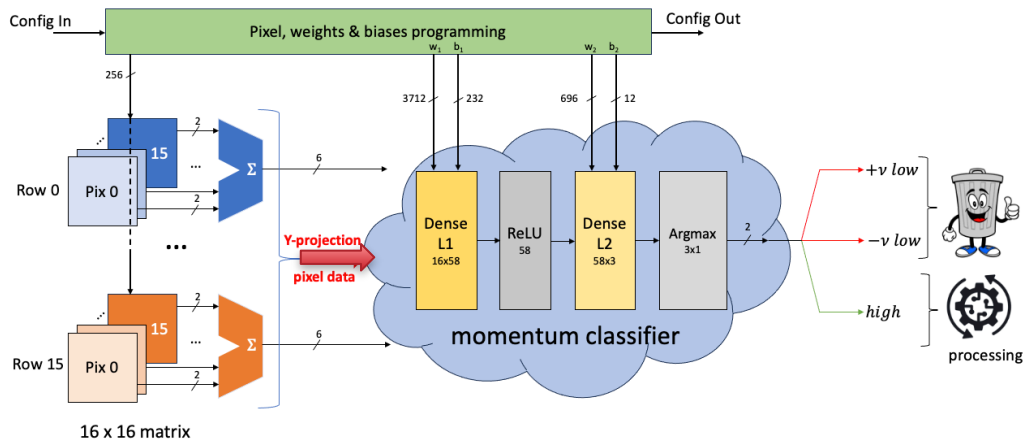 Config In
Config Out
Pixel, weights & biases programming
w₁ b₁ w₂ b₂
256
3712
232
696
12
2
...
15
...
Σ
6
Row 0
Pix 0
2
...
Y-projection
pixel data
Dense
L1
16x58
ReLU
58
Dense
L2
58x3
Argmax
3x1
2
+ν low
−ν low
high
momentum classifier
processing
2
...
15
...
Σ
6
Row 15
Pix 0
2
16 x 16 matrix